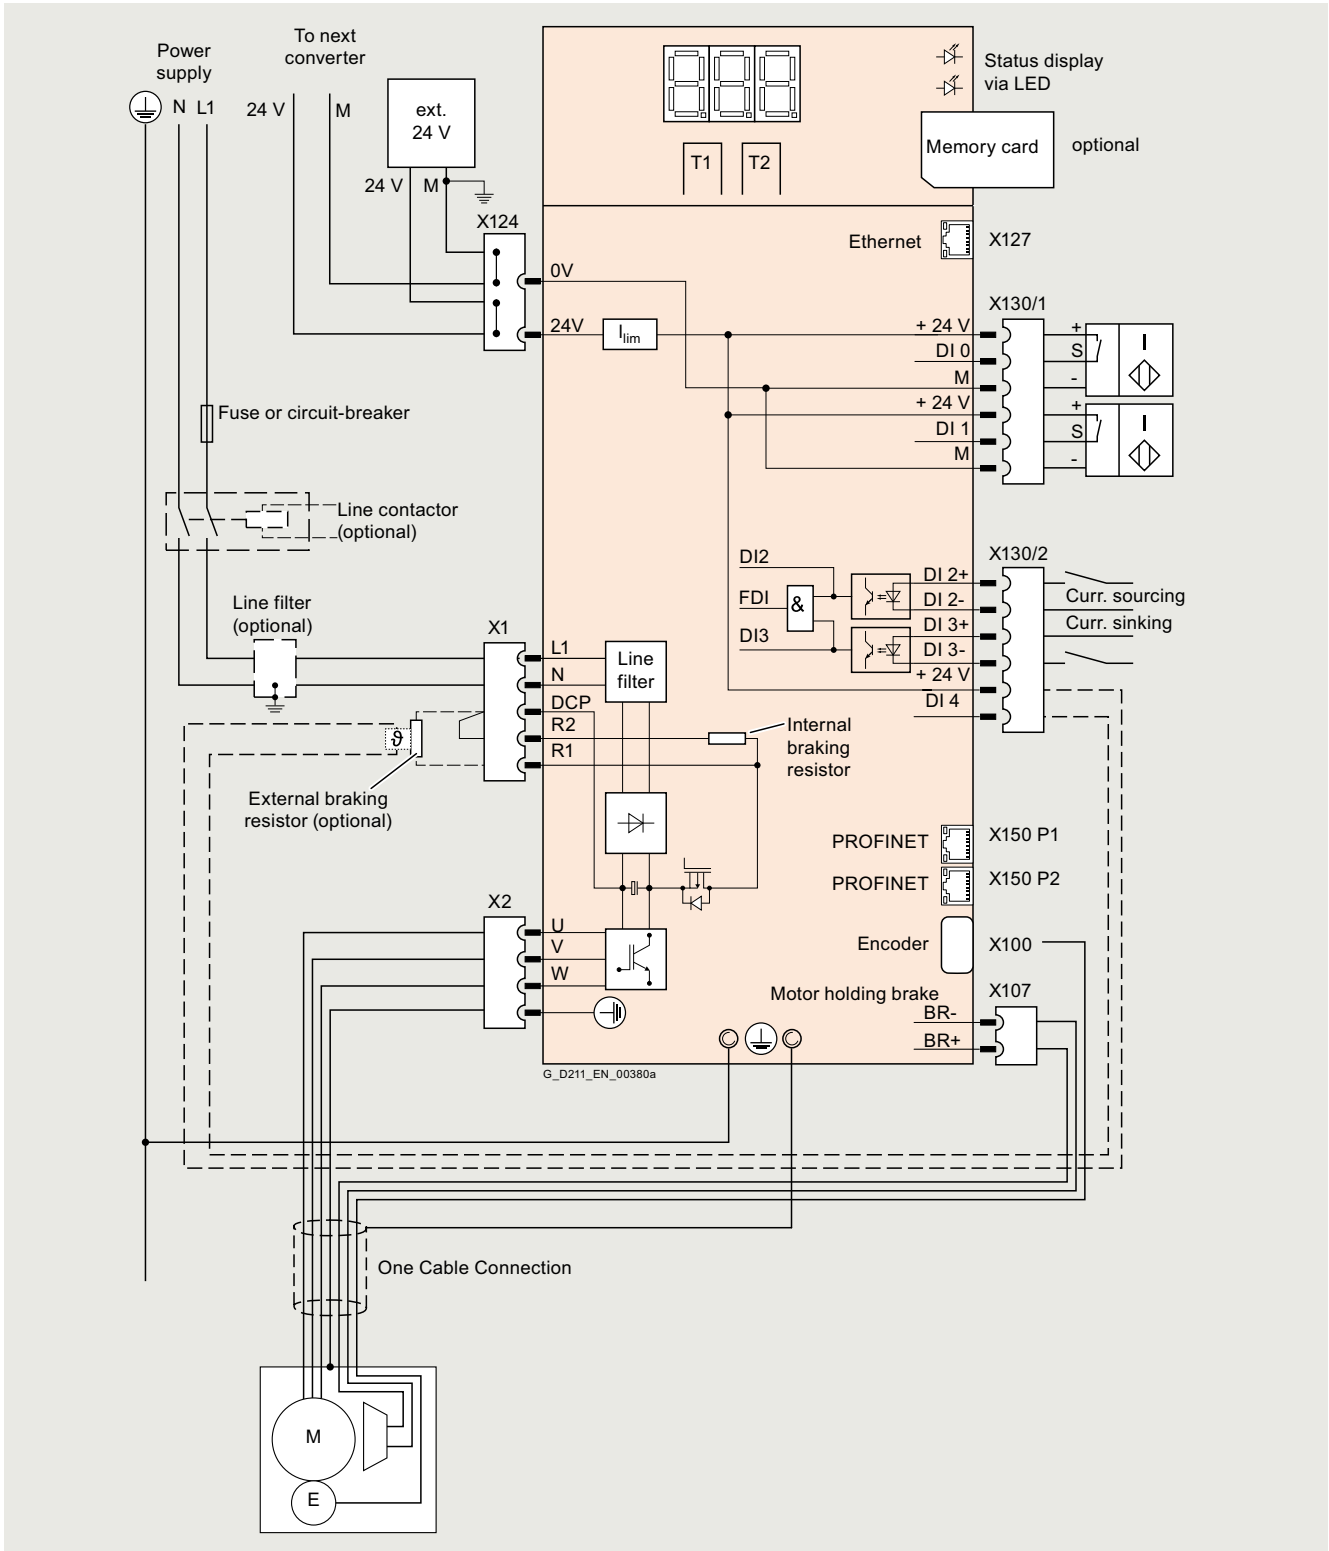 Power
supply
To next
converter
N L1
24 V
M
ext.
24 V
24 V M
Status display
via LED
Memory card
optional
T1
T2
X124
Ethernet
X127
0V
24V
Ilim
X130/1
+ 24 V
DI 0
M
+ 24 V
DI 1
M
+
S
-
I
+
S
-
I
Fuse or circuit-breaker
Line contactor
(optional)
X130/2
DI2
FDI
DI3
&
DI 2+
DI 2-
DI 3+
DI 3-
+ 24 V
DI 4
Curr. sourcing
Curr. sinking
Line filter
(optional)
X1
L1
N
DCP
R2
R1
Line
filter
Internal
braking
resistor
ϑ
External braking
resistor (optional)
PROFINET
X150 P1
PROFINET
X150 P2
X2
U
V
W
Encoder
X100
Motor holding brake
X107
BR-
BR+
G_D211_EN_00380a
One Cable Connection
M
E